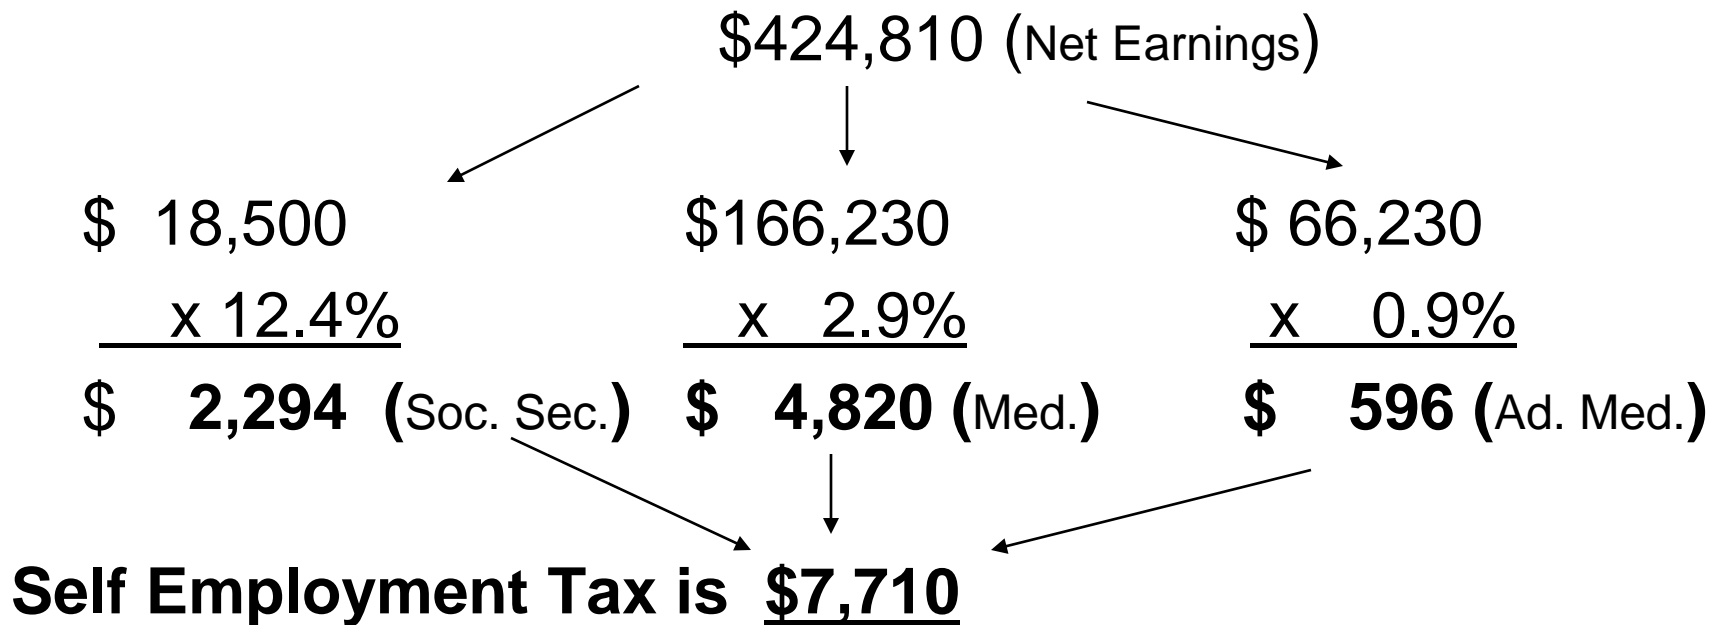 $424,810 (Net Earnings)
$ 18,500 $166,230 $ 66,230
x 12.4% x 2.9% x 0.9%
$ 2,294 (Soc. Sec.) $ 4,820 (Med.) $ 596 (Ad. Med.)
Self Employment Tax is $7,710